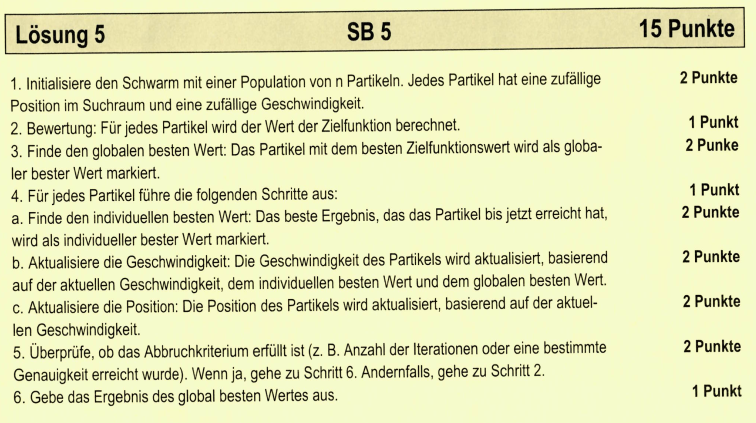 Lösung 5 SB 5 15 Punkte
1. Initialisiere den Schwarm mit einer Population von n Partikeln. Jedes Partikel hat eine zufällige 2 Punkte
Position im Suchraum und eine zufällige Geschwindigkeit.
2. Bewertung: Für jedes Partikel wird der Wert der Zielfunktion berechnet. 1 Punkt
3. Finde den globalen besten Wert: Das Partikel mit dem besten Zielfunktionswert wird als globa- 2 Punke
ler bester Wert markiert.
4. Für jedes Partikel führe die folgenden Schritte aus: 1 Punkt
a. Finde den individuellen besten Wert: Das beste Ergebnis, das das Partikel bis jetzt erreicht hat, 2 Punkte
wird als individueller bester Wert markiert.
b. Aktualisiere die Geschwindigkeit: Die Geschwindigkeit des Partikels wird aktualisiert, basierend 2 Punkte
auf der aktuellen Geschwindigkeit, dem individuellen besten Wert und dem globalen besten Wert.
c. Aktualisiere die Position: Die Position des Partikels wird aktualisiert, basierend auf der aktuel- 2 Punkte
len Geschwindigkeit.
5. Überprüfe, ob das Abbruchkriterium erfüllt ist (z. B. Anzahl der Iterationen oder eine bestimmte 2 Punkte
Genauigkeit erreicht wurde). Wenn ja, gehe zu Schritt 6. Andernfalls, gehe zu Schritt 2.
6. Gebe das Ergebnis des global besten Wertes aus. 1 Punkt